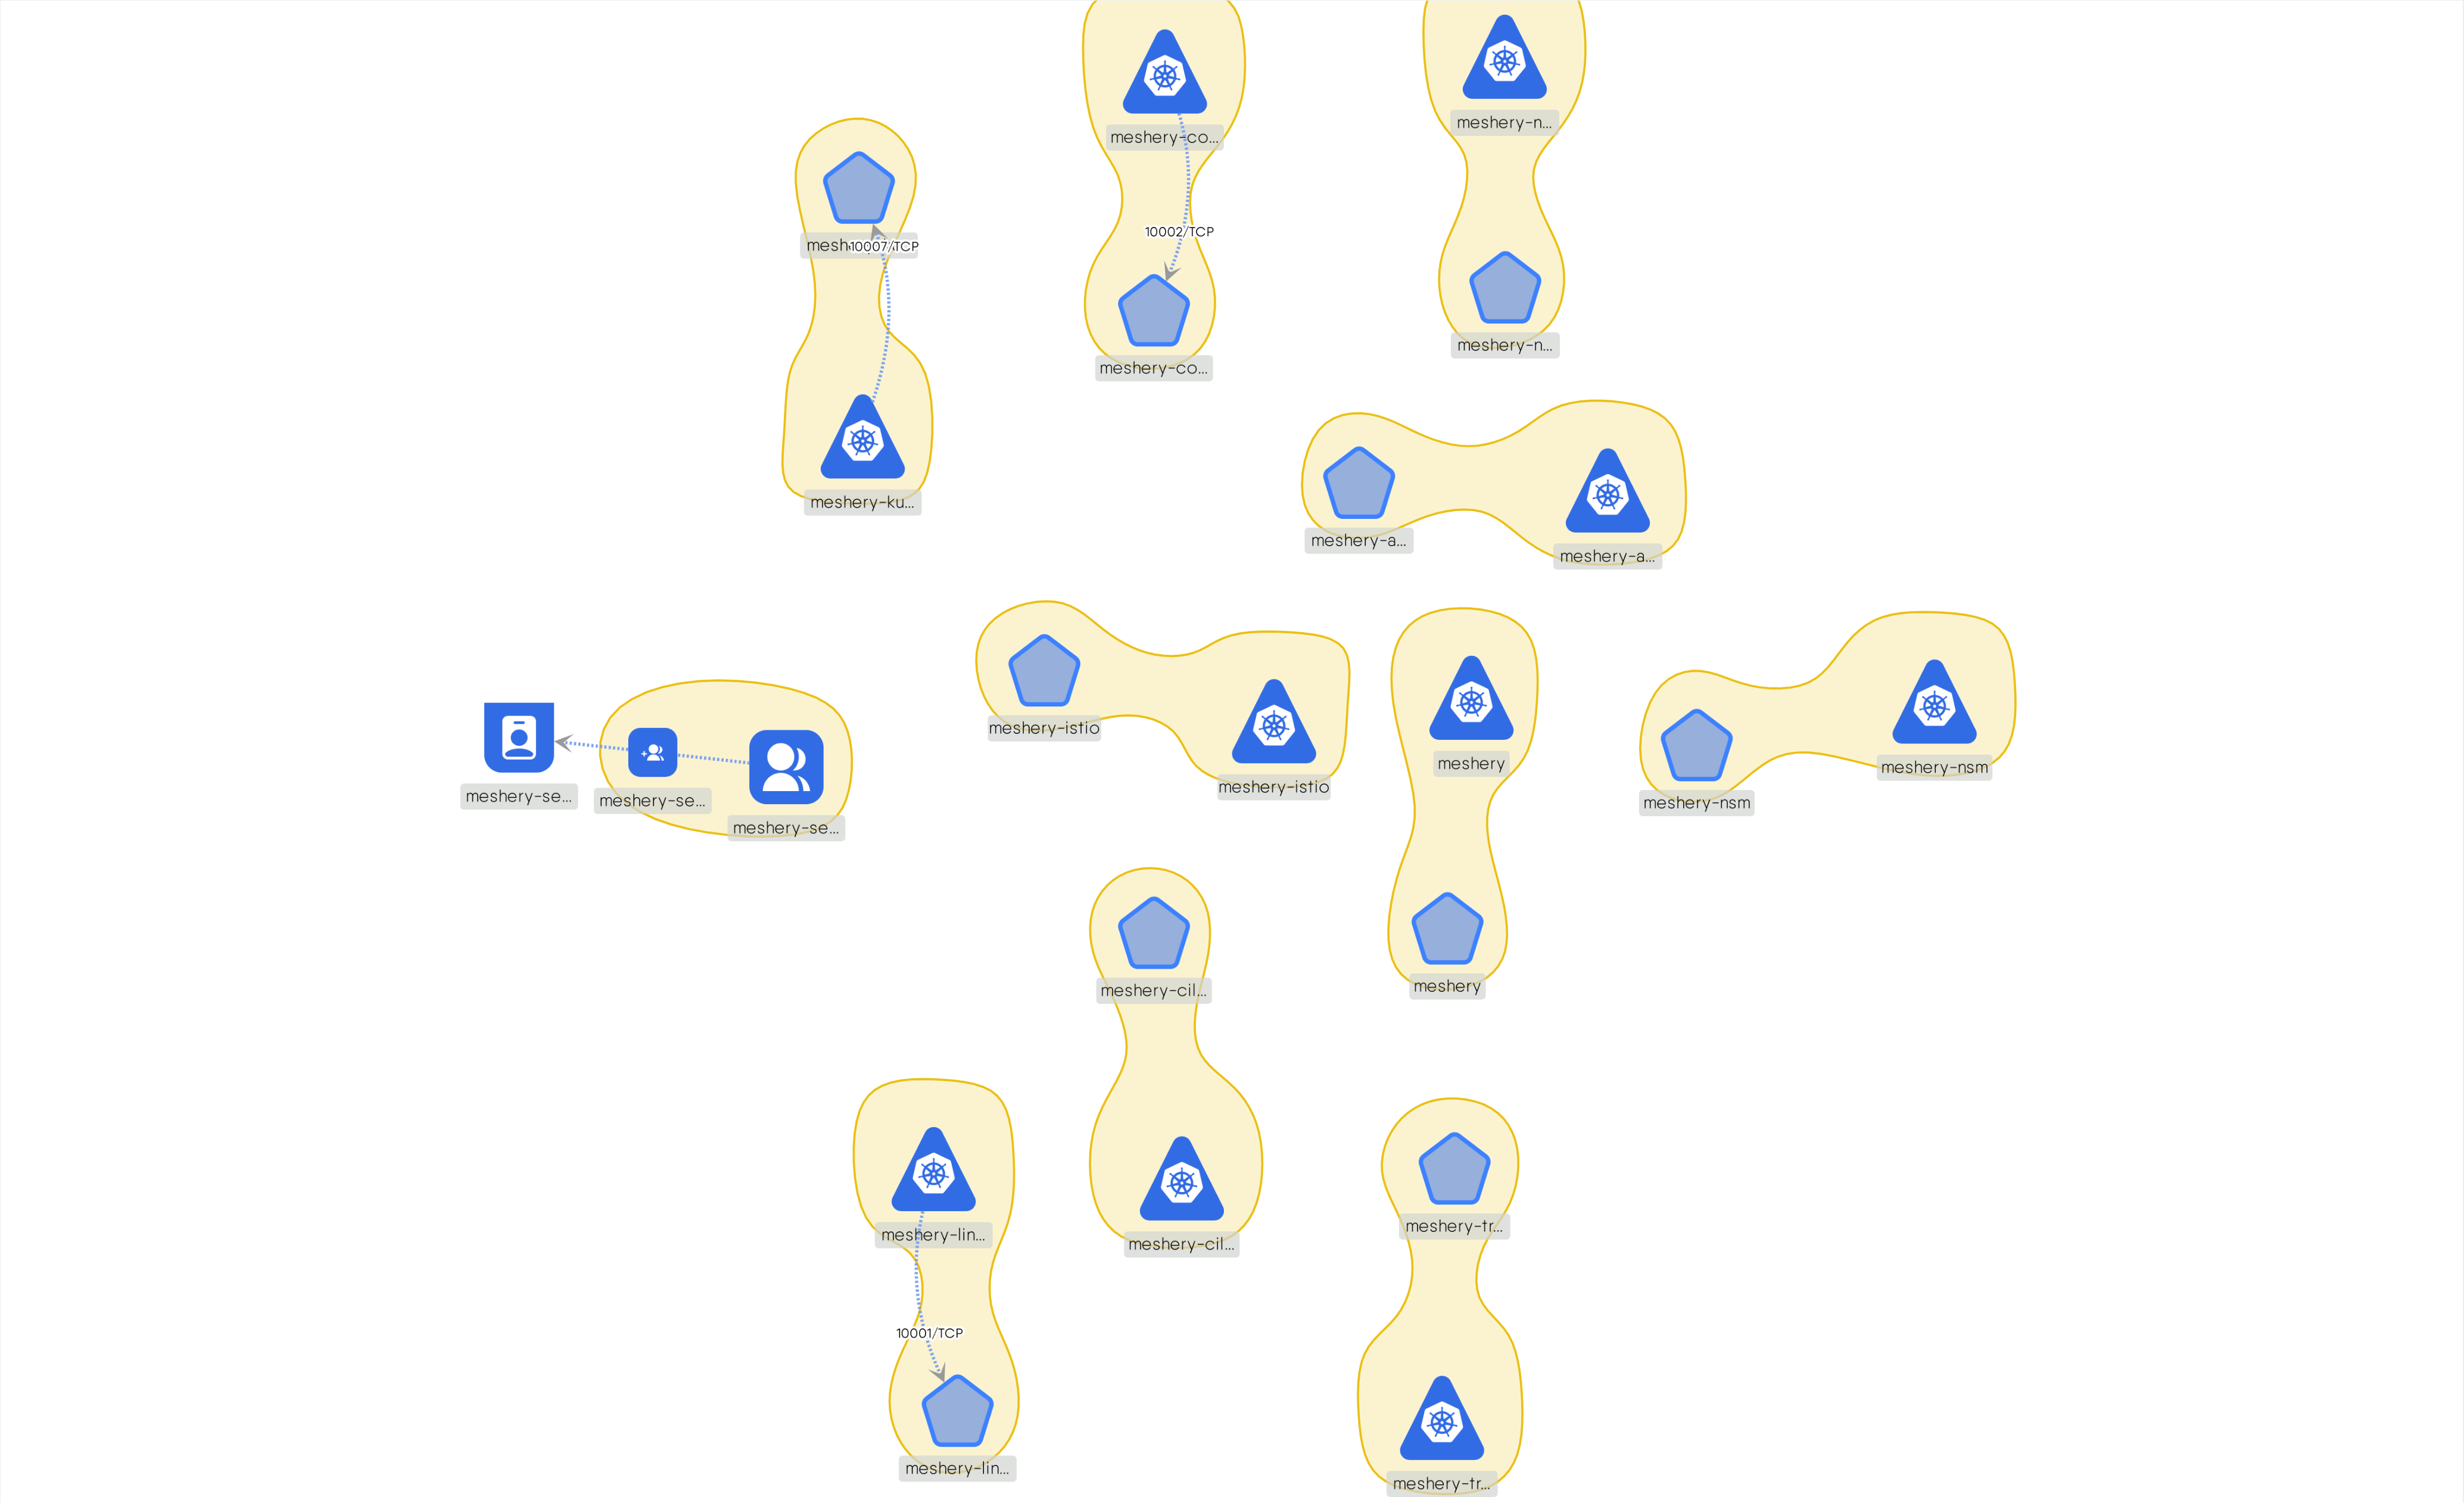 meshery-n...
meshery-co...
10002/TCP
10007/TCP
meshery-n...
meshery-co...
meshery-ku...
meshery-a...
meshery-a...
meshery-istio
meshery
meshery-nsm
meshery-istio
meshery-se...
meshery-se...
meshery-nsm
meshery-se...
meshery
meshery-cil...
meshery-tr...
meshery-lin...
meshery-cil...
10001/TCP
meshery-lin...
meshery-tr...